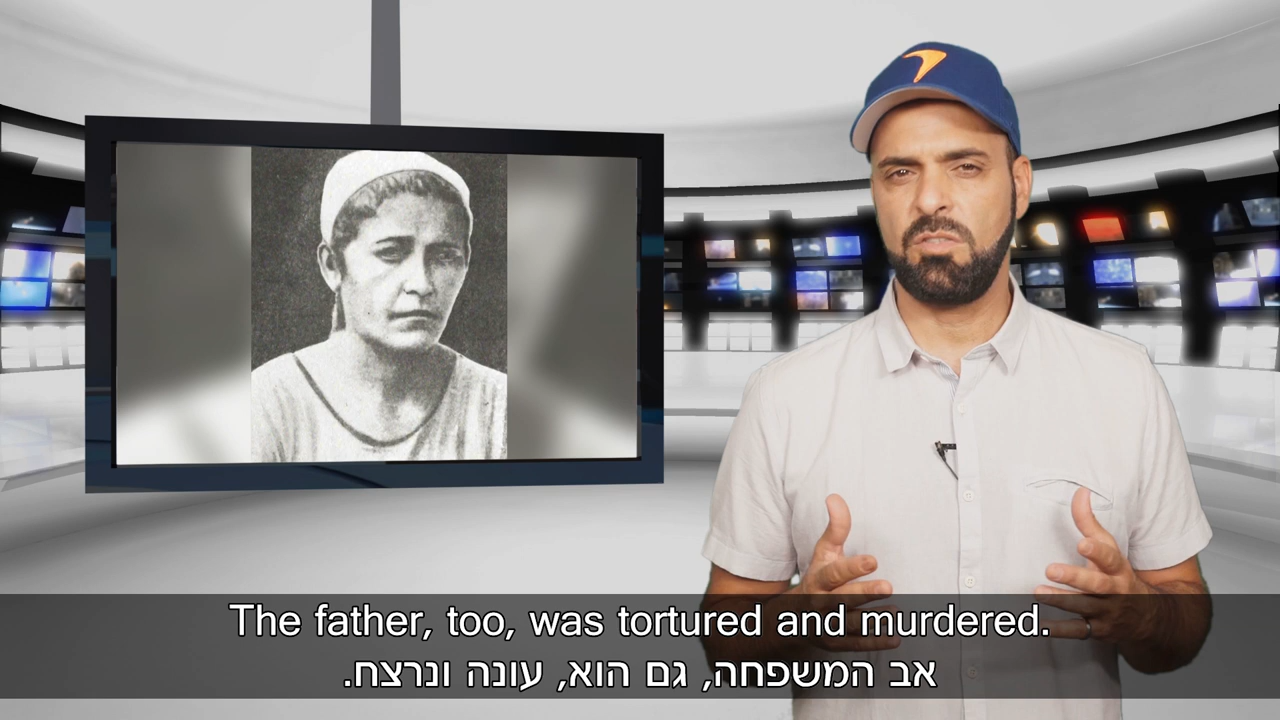 The father, too, was tortured and murdered.
אב המשפחה, גם הוא, עונה ונרצח.